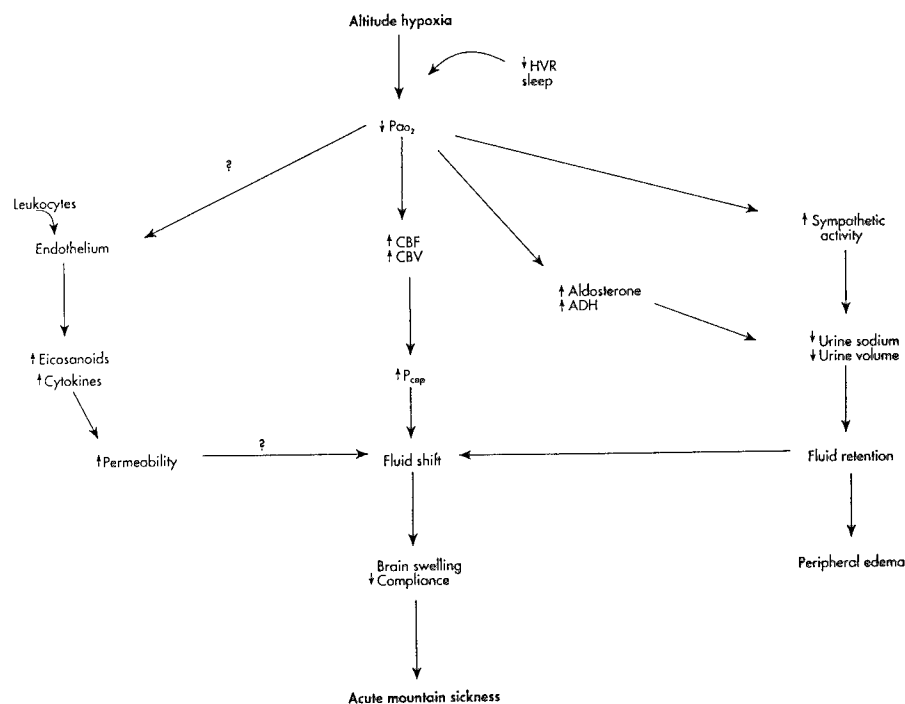 Altitude hypoxia
↓ HVR
sleep
↓ Pao₂
?
Leukocytes
Endothelium
↑ CBF
↑ CBV
↑ Sympathetic
activity
↑ Aldosterone
↑ ADH
↓ Urine sodium
↓ Urine volume
↑ Eicosanoids
↑ Cytokines
↑ P cap
↑ Permeability
?
Fluid shift
Fluid retention
Brain swelling
↓ Compliance
Peripheral edema
Acute mountain sickness